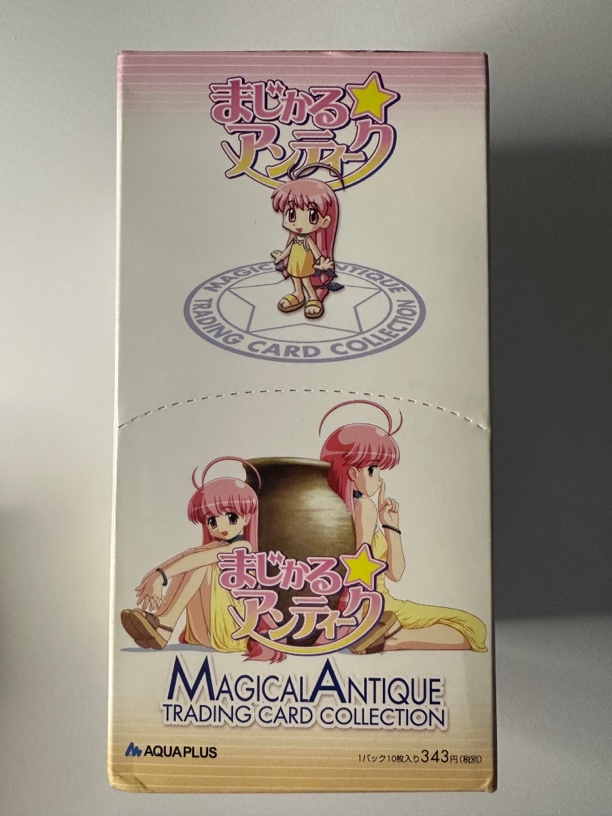 まじかる★
アンティーク
MAGICAL ANTIQUE
TRADING CARD COLLECTION
まじかる★
アンティーク
MAGICAL ANTIQUE
TRADING CARD COLLECTION
AQUAPLUS
1パック10枚入り343円(税別)